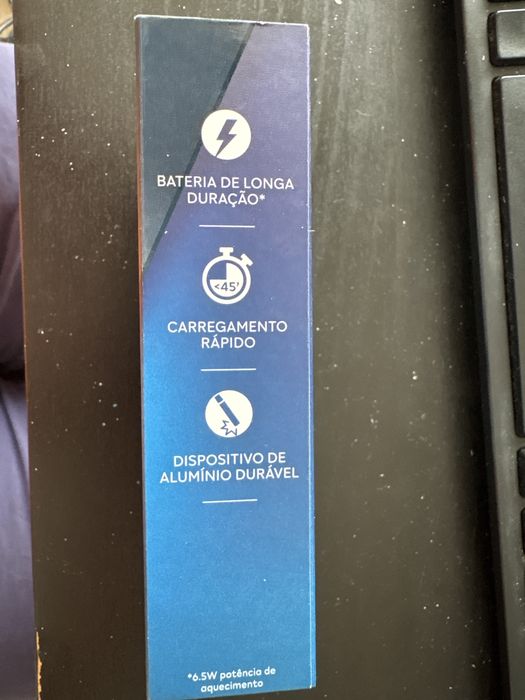 BATERIA DE LONGA
DURAÇÃO*
<45'
CARREGAMENTO
RÁPIDO
DISPOSITIVO DE
ALUMÍNIO DURÁVEL
*6.5W potência de
aquecimento